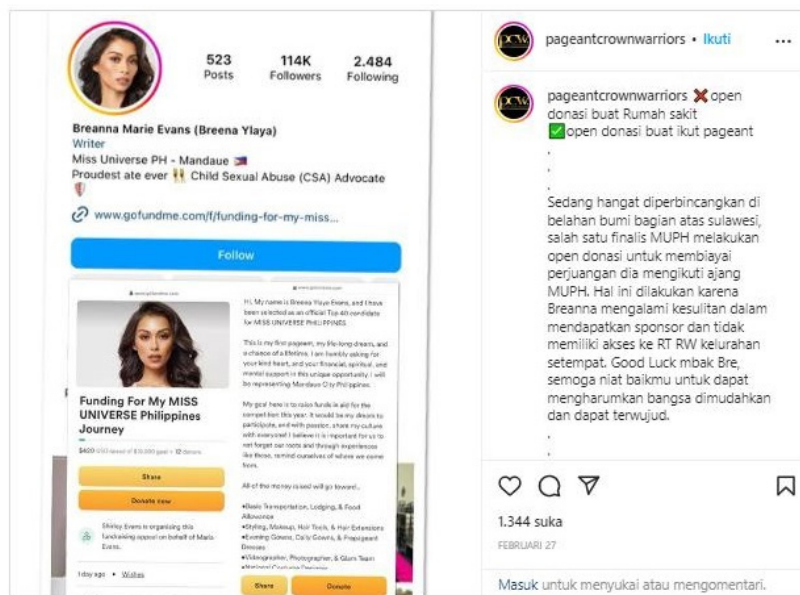 523
Posts
114K
Followers
2.484
Following
Breanna Marie Evans (Breena Ylaya)
Writer
Miss Universe PH - Mandaue 🇵🇭
Proudest ate ever 👯 Child Sexual Abuse (CSA) Advocate
www.gofundme.com/f/funding-for-my-miss...
Follow
www.gofundme.com
Funding For My MISS
UNIVERSE Philippines
Journey
Share
Donate now
Shirley Evans is organising this
fundraising appeal on behalf of Maria
Evans.
1 day ago • Wishes
Hi, My name is Breena Ylaya Evans, and I have
been selected as an official Top 40 candidate
for MISS UNIVERSE PHILIPPINES
This is my first pageant, my life-long dream, and
a chance of a lifetime. I am humbly asking for
your kind heart, and your financial, spiritual, and
mental support in this unique opportunity. I will
be representing Mandaue City Philippines.
My goal here is to raise funds in aid for the
competition this year. It would be my dream to
participate, and with passion, share my culture
with everyone! I believe it is important for us to
not forget our roots and through experiences
like these, remind ourselves of where we come
from.
All of the money raised will go toward...
•Basic Transportation, Lodging, & Food
Allowance
•Styling, Makeup, Hair Tools, & Hair Extensions
•Evening Gowns, Daily Gowns, & Prepageant
Dresses
•Videographer, Photographer, & Glam Team
•National Costume Designer
Share
Donate
pcw.
pageantcrownwarriors • Ikuti
pcw.
pageantcrownwarriors ❌open
donasi buat Rumah sakit
✅open donasi buat ikut pageant
.
.
.
Sedang hangat diperbincangkan di
belahan bumi bagian atas sulawesi,
salah satu finalis MUPH melakukan
open donasi untuk membiayai
perjuangan dia mengikuti ajang
MUPH. Hal ini dilakukan karena
Breanna mengalami kesulitan dalam
mendapatkan sponsor dan tidak
memiliki akses ke RT RW kelurahan
setempat. Good Luck mbak Bre,
semoga niat baikmu untuk dapat
mengharumkan bangsa dimudahkan
dan dapat terwujud.
.
.
1.344 suka
FEBRUARI 27
Masuk untuk menyukai atau mengomentari.